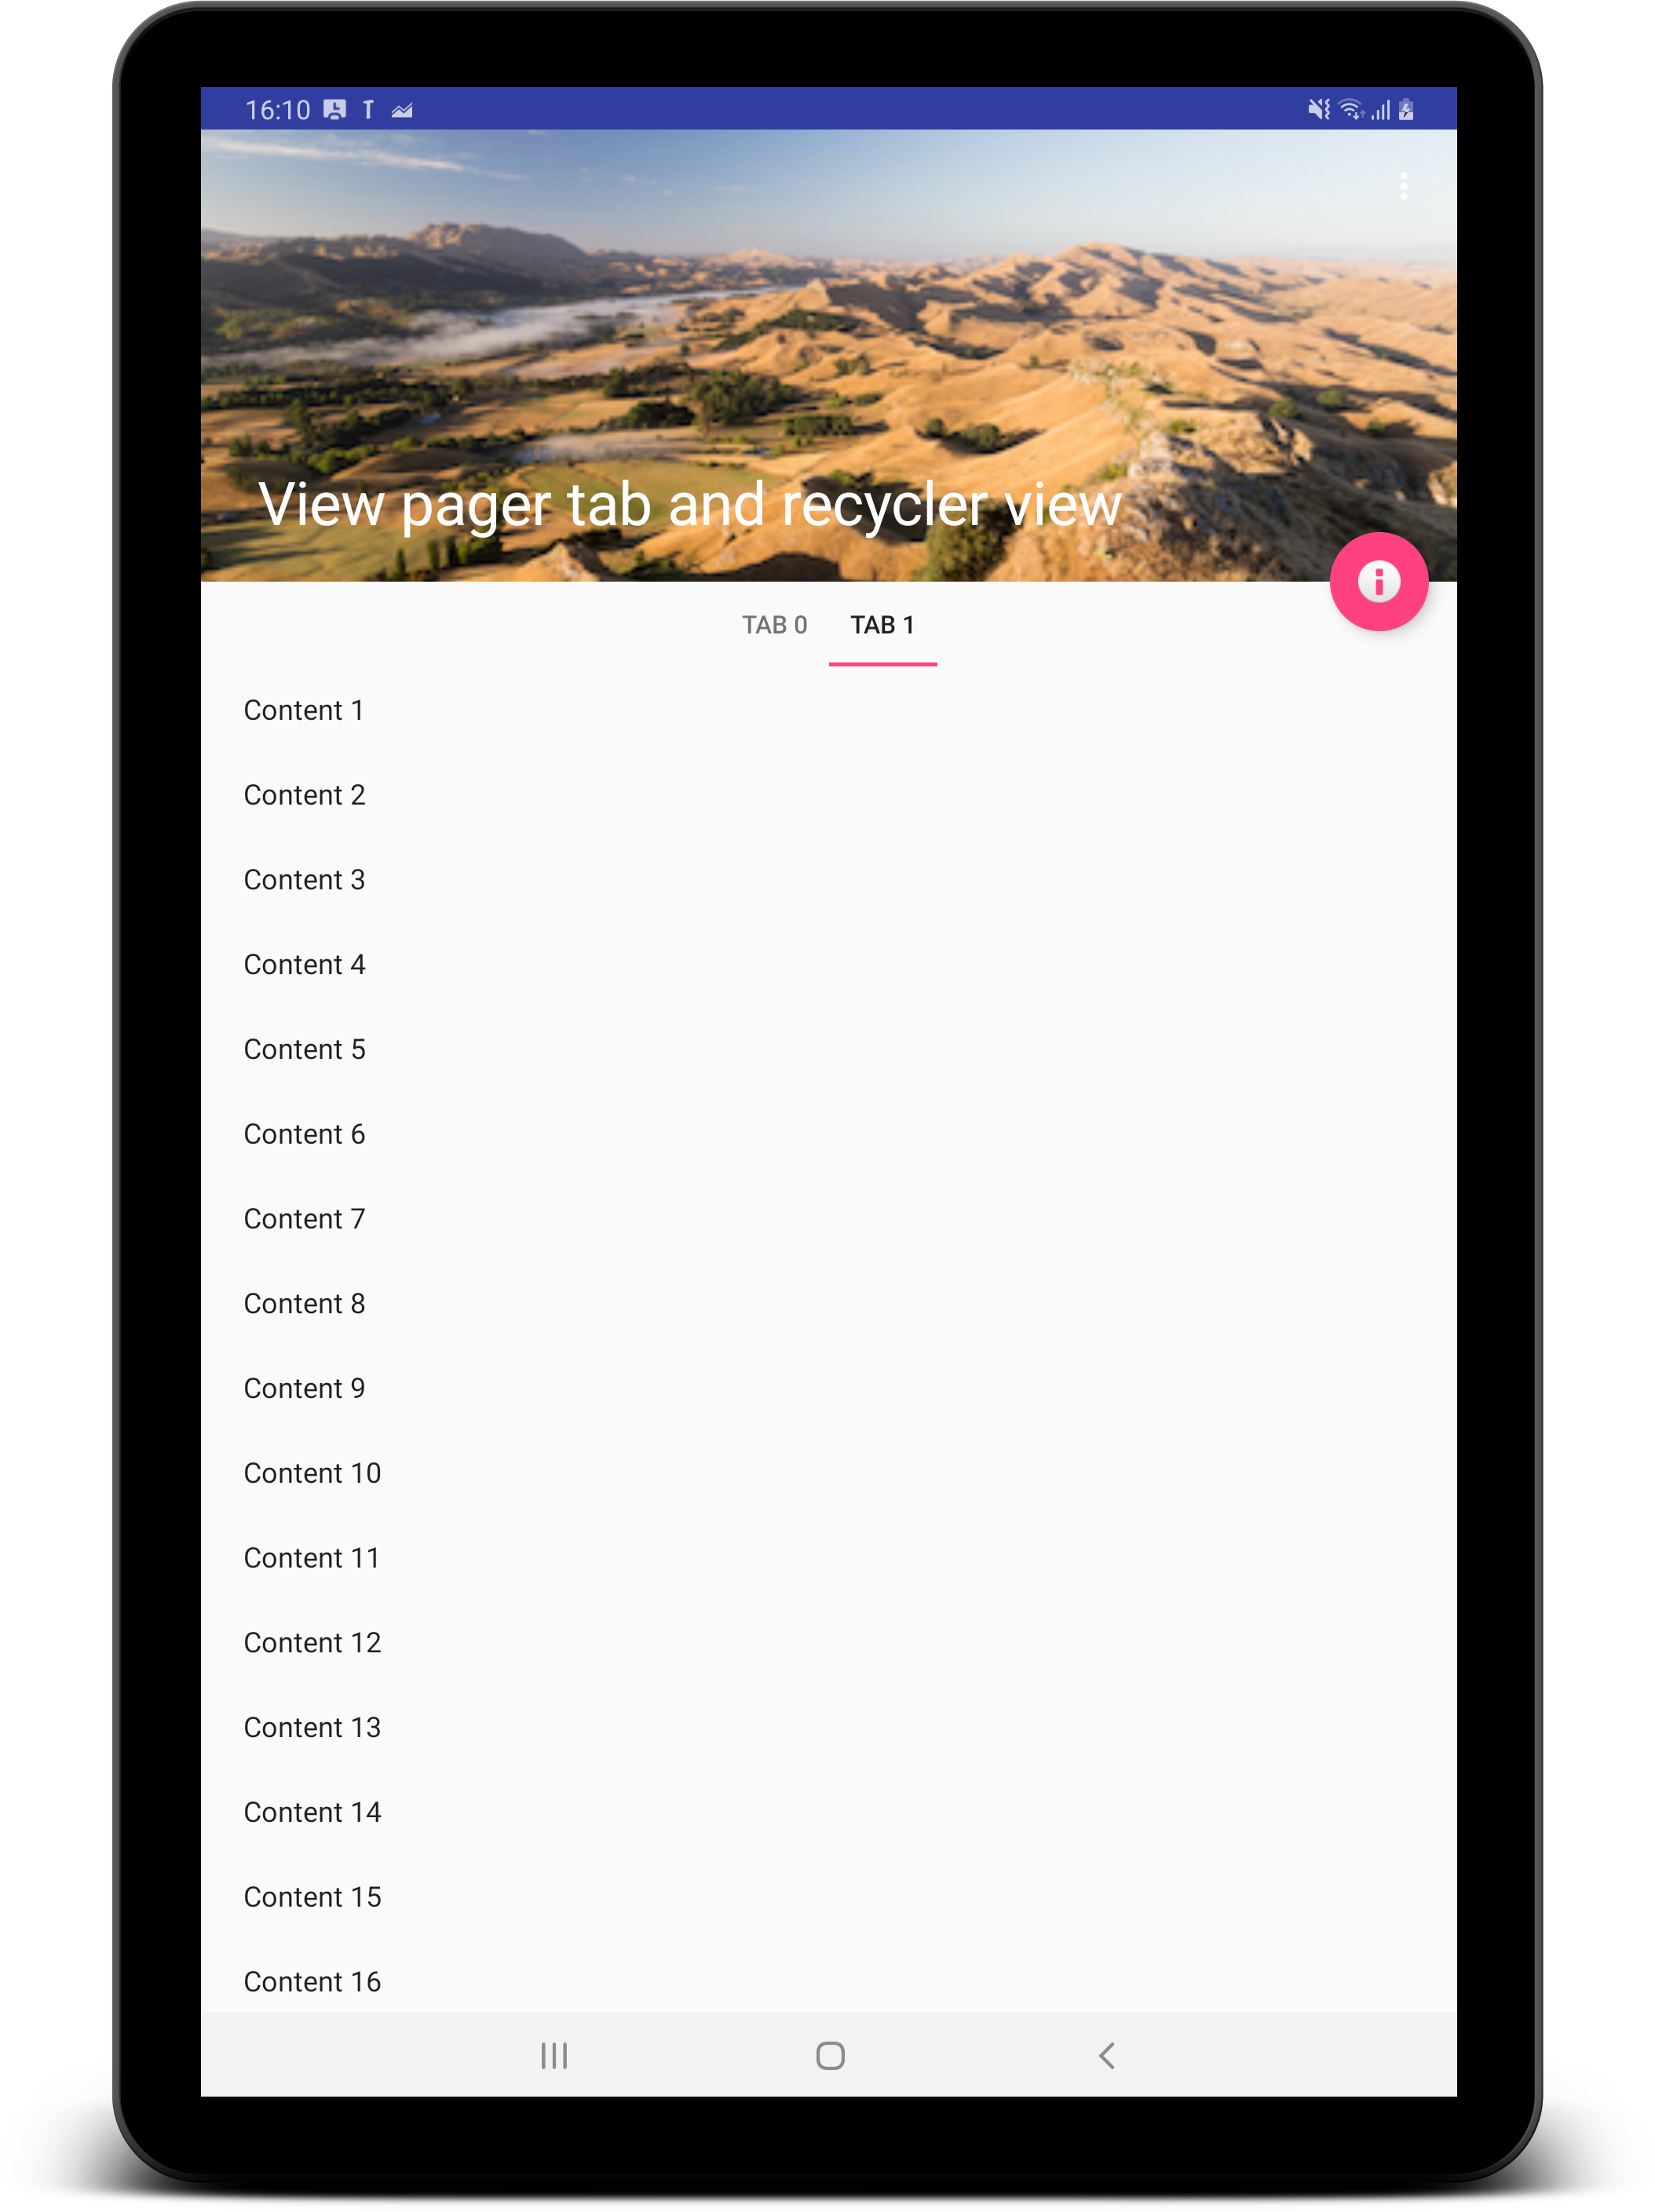 16:10
View pager tab and recycler view
TAB 0 TAB 1
Content 1
Content 2
Content 3
Content 4
Content 5
Content 6
Content 7
Content 8
Content 9
Content 10
Content 11
Content 12
Content 13
Content 14
Content 15
Content 16